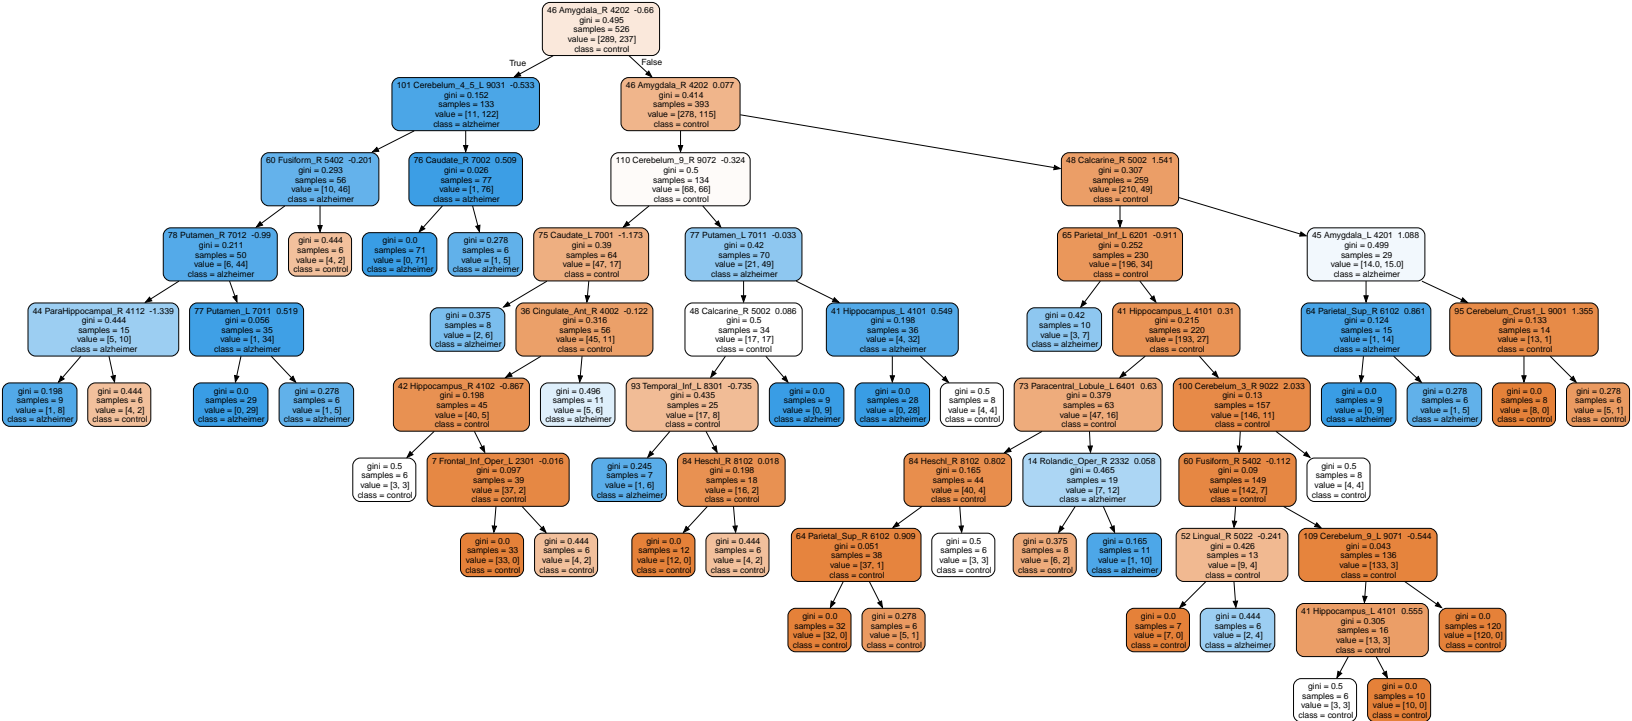 46 Amygdala_R 4202 -0.66
gini = 0.495
samples = 526
value = [289, 237]
class = control
True
False
101 Cerebelum_4_5_L 9031 -0.533
gini = 0.152
samples = 133
value = [11, 122]
class = alzheimer
46 Amygdala_R 4202 0.077
gini = 0.414
samples = 393
value = [278, 115]
class = control
60 Fusiform_R 5402 -0.201
gini = 0.293
samples = 56
value = [10, 46]
class = alzheimer
76 Caudate_R 7002 0.509
gini = 0.026
samples = 77
value = [1, 76]
class = alzheimer
110 Cerebelum_9_R 9072 -0.324
gini = 0.5
samples = 134
value = [68, 66]
class = control
48 Calcarine_R 5002 1.541
gini = 0.307
samples = 259
value = [210, 49]
class = control
78 Putamen_R 7012 -0.99
gini = 0.211
samples = 50
value = [6, 44]
class = alzheimer
gini = 0.444
samples = 6
value = [4, 2]
class = control
gini = 0.0
samples = 71
value = [0, 71]
class = alzheimer
gini = 0.278
samples = 6
value = [1, 5]
class = alzheimer
75 Caudate_L 7001 -1.173
gini = 0.39
samples = 64
value = [47, 17]
class = control
77 Putamen_L 7011 -0.033
gini = 0.42
samples = 70
value = [21, 49]
class = alzheimer
65 Parietal_Inf_L 6201 -0.911
gini = 0.252
samples = 230
value = [196, 34]
class = control
45 Amygdala_L 4201 1.088
gini = 0.499
samples = 29
value = [14.0, 15.0]
class = alzheimer
44 ParaHippocampal_R 4112 -1.339
gini = 0.444
samples = 15
value = [5, 10]
class = alzheimer
77 Putamen_L 7011 0.519
gini = 0.056
samples = 35
value = [1, 34]
class = alzheimer
gini = 0.375
samples = 8
value = [2, 6]
class = alzheimer
36 Cingulate_Ant_R 4002 -0.122
gini = 0.316
samples = 56
value = [45, 11]
class = control
48 Calcarine_R 5002 0.086
gini = 0.5
samples = 34
value = [17, 17]
class = control
41 Hippocampus_L 4101 0.549
gini = 0.198
samples = 36
value = [4, 32]
class = alzheimer
gini = 0.42
samples = 10
value = [3, 7]
class = alzheimer
41 Hippocampus_L 4101 0.31
gini = 0.215
samples = 220
value = [193, 27]
class = control
64 Parietal_Sup_R 6102 0.861
gini = 0.124
samples = 15
value = [1, 14]
class = alzheimer
95 Cerebelum_Crus1_L 9001 1.355
gini = 0.133
samples = 14
value = [13, 1]
class = control
gini = 0.198
samples = 9
value = [1, 8]
class = alzheimer
gini = 0.444
samples = 6
value = [4, 2]
class = control
gini = 0.0
samples = 29
value = [0, 29]
class = alzheimer
gini = 0.278
samples = 6
value = [1, 5]
class = alzheimer
42 Hippocampus_R 4102 -0.867
gini = 0.198
samples = 45
value = [40, 5]
class = control
gini = 0.496
samples = 11
value = [5, 6]
class = alzheimer
93 Temporal_Inf_L 8301 -0.735
gini = 0.435
samples = 25
value = [17, 8]
class = control
gini = 0.0
samples = 9
value = [0, 9]
class = alzheimer
gini = 0.0
samples = 28
value = [0, 28]
class = alzheimer
gini = 0.5
samples = 8
value = [4, 4]
class = control
73 Paracentral_Lobule_L 6401 0.63
gini = 0.379
samples = 63
value = [47, 16]
class = control
100 Cerebelum_3_R 9022 2.033
gini = 0.13
samples = 157
value = [146, 11]
class = control
gini = 0.0
samples = 9
value = [0, 9]
class = alzheimer
gini = 0.278
samples = 6
value = [1, 5]
class = alzheimer
gini = 0.0
samples = 8
value = [8, 0]
class = control
gini = 0.278
samples = 6
value = [5, 1]
class = control
gini = 0.5
samples = 6
value = [3, 3]
class = control
7 Frontal_Inf_Oper_L 2301 -0.016
gini = 0.097
samples = 39
value = [37, 2]
class = control
gini = 0.245
samples = 7
value = [1, 6]
class = alzheimer
84 Heschl_R 8102 0.018
gini = 0.198
samples = 18
value = [16, 2]
class = control
84 Heschl_R 8102 0.802
gini = 0.165
samples = 44
value = [40, 4]
class = control
14 Rolandic_Oper_R 2332 0.058
gini = 0.465
samples = 19
value = [7, 12]
class = alzheimer
60 Fusiform_R 5402 -0.112
gini = 0.09
samples = 149
value = [142, 7]
class = control
gini = 0.5
samples = 8
value = [4, 4]
class = control
gini = 0.0
samples = 33
value = [33, 0]
class = control
gini = 0.444
samples = 6
value = [4, 2]
class = control
gini = 0.0
samples = 12
value = [12, 0]
class = control
gini = 0.444
samples = 6
value = [4, 2]
class = control
64 Parietal_Sup_R 6102 0.909
gini = 0.051
samples = 38
value = [37, 1]
class = control
gini = 0.5
samples = 6
value = [3, 3]
class = control
gini = 0.375
samples = 8
value = [6, 2]
class = control
gini = 0.165
samples = 11
value = [1, 10]
class = alzheimer
52 Lingual_R 5022 -0.241
gini = 0.426
samples = 13
value = [9, 4]
class = control
109 Cerebelum_9_L 9071 -0.544
gini = 0.043
samples = 136
value = [133, 3]
class = control
gini = 0.0
samples = 32
value = [32, 0]
class = control
gini = 0.278
samples = 6
value = [5, 1]
class = control
gini = 0.0
samples = 7
value = [7, 0]
class = control
gini = 0.444
samples = 6
value = [2, 4]
class = alzheimer
41 Hippocampus_L 4101 0.555
gini = 0.305
samples = 16
value = [13, 3]
class = control
gini = 0.0
samples = 120
value = [120, 0]
class = control
gini = 0.5
samples = 6
value = [3, 3]
class = control
gini = 0.0
samples = 10
value = [10, 0]
class = control